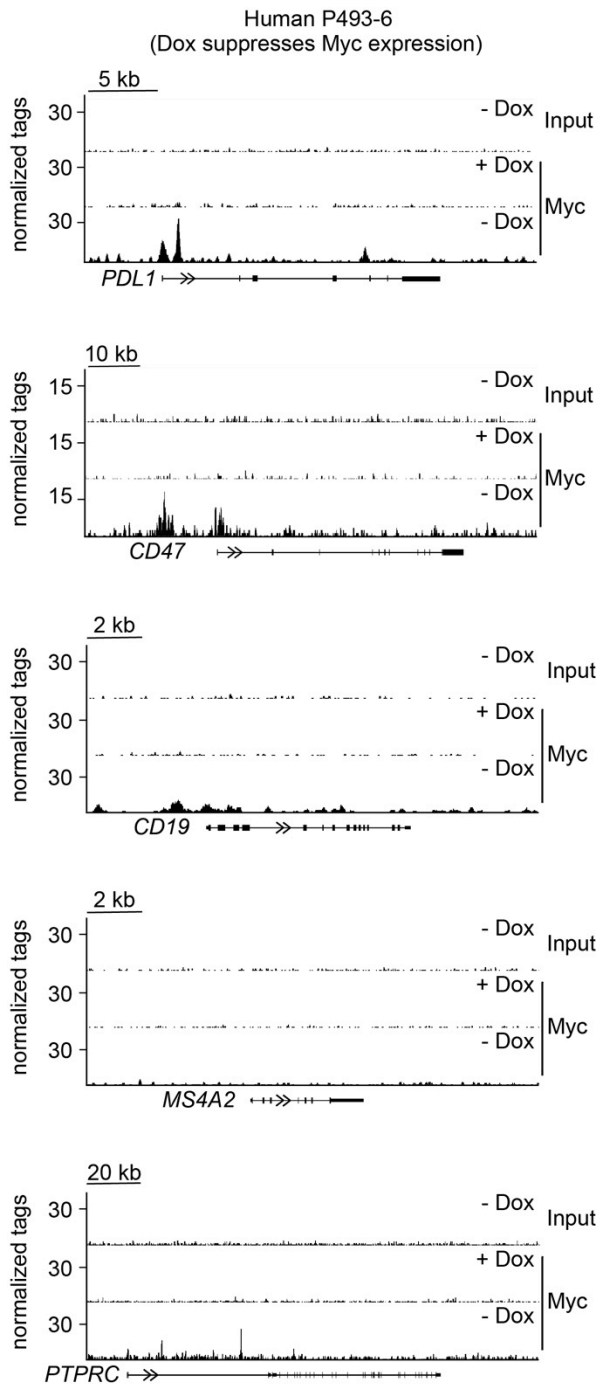 Human P493-6
(Dox suppresses Myc expression)
5 kb
normalized tags
30
- Dox
Input
30
+ Dox
Myc
30
- Dox
PDL1
10 kb
normalized tags
15
- Dox
Input
15
+ Dox
Myc
15
- Dox
CD47
2 kb
normalized tags
30
- Dox
Input
30
+ Dox
Myc
30
- Dox
CD19
2 kb
normalized tags
30
- Dox
Input
30
+ Dox
Myc
30
- Dox
MS4A2
20 kb
normalized tags
30
- Dox
Input
30
+ Dox
Myc
30
- Dox
PTPRC